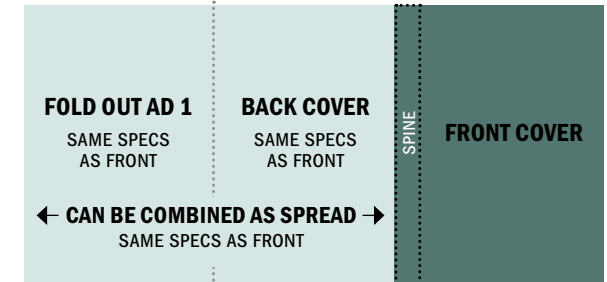 FOLD OUT AD 1
SAME SPECS
AS FRONT
BACK COVER
SAME SPECS
AS FRONT
CAN BE COMBINED AS SPREAD
SAME SPECS AS FRONT
SPINE
FRONT COVER